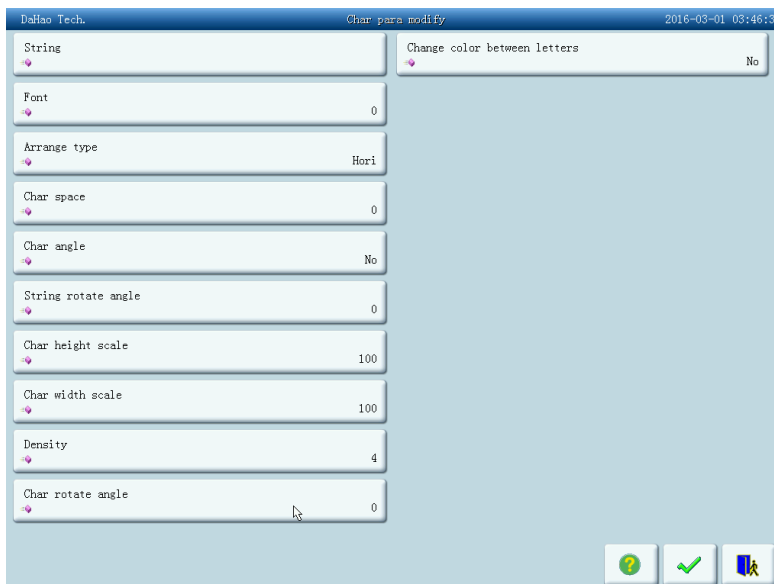 DaHao Tech. Char para modify 2016-03-01 03:46:3
String
Font
0
Arrange type
Hori
Char space
0
Char angle
No
String rotate angle
0
Char height scale
100
Char width scale
100
Density
4
Char rotate angle
0
Change color between letters
No
?